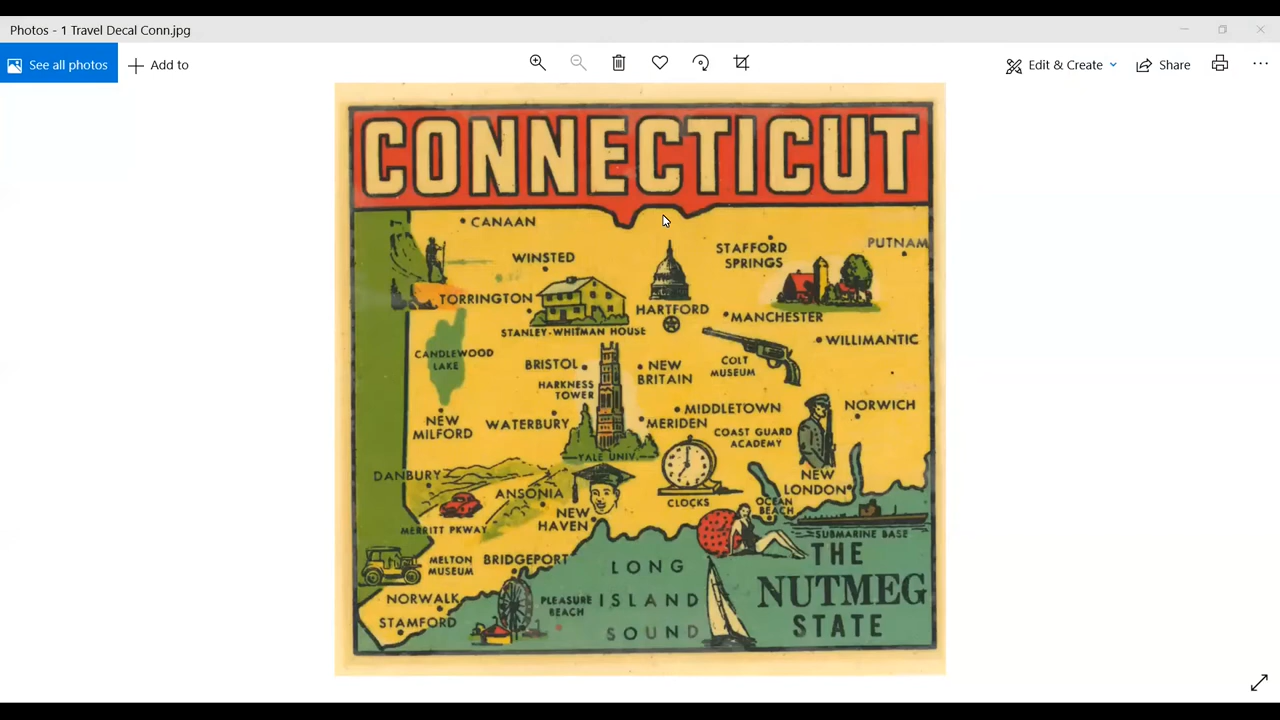 Photos - 1 Travel Decal Conn.jpg
See all photos
Add to
Edit & Create
Share
CONNECTICUT
CANAAN
WINSTED
STAFFORD
SPRINGS
PUTNAM
TORRINGTON
HARTFORD
MANCHESTER
STANLEY-WHITMAN HOUSE
WILLIMANTIC
CANDLEWOOD
LAKE
BRISTOL
NEW
BRITAIN
COLT
MUSEUM
HARKNESS
TOWER
NEW
MILFORD
WATERBURY
MIDDLETOWN
MERIDEN
NORWICH
COAST GUARD
ACADEMY
YALE UNIV.
DANBURY
ANSONIA
CLOCKS
NEW
LONDON
NEW
HAVEN
OCEAN
BEACH
MERRITT PKWAY
SUBMARINE BASE
MELTON
MUSEUM
BRIDGEPORT
LONG
ISLAND
SOUND
THE
NUTMEG
STATE
NORWALK
PLEASURE
BEACH
STAMFORD